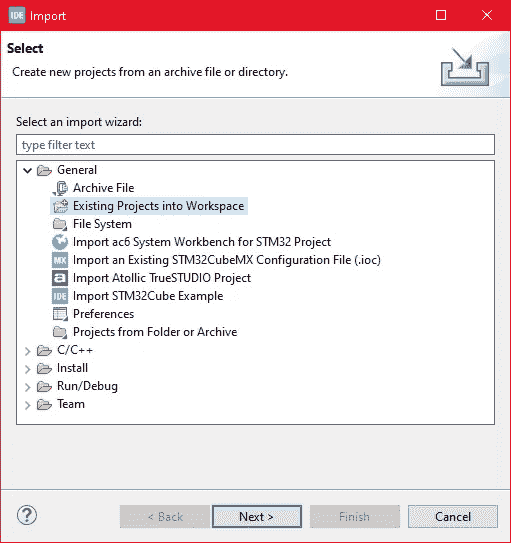 IDE Import
Select
Create new projects from an archive file or directory.
Select an import wizard:
type filter text
General
Archive File
Existing Projects into Workspace
File System
Import ac6 System Workbench for STM32 Project
MX Import an Existing STM32CubeMX Configuration File (.ioc)
a Import Atollic TrueSTUDIO Project
IDE Import STM32Cube Example
Preferences
Projects from Folder or Archive
C/C++
Install
Run/Debug
Team
? < Back Next > Finish Cancel